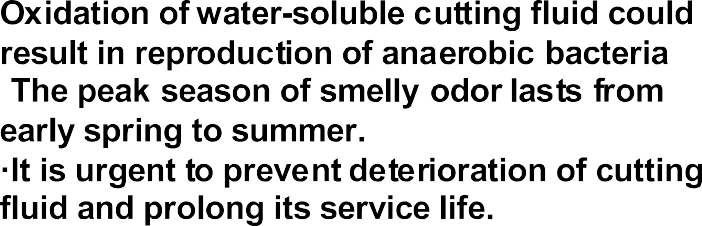 Oxidation of water-soluble cutting fluid could
result in reproduction of anaerobic bacteria
The peak season of smelly odor lasts from
early spring to summer.
·It is urgent to prevent deterioration of cutting
fluid and prolong its service life.